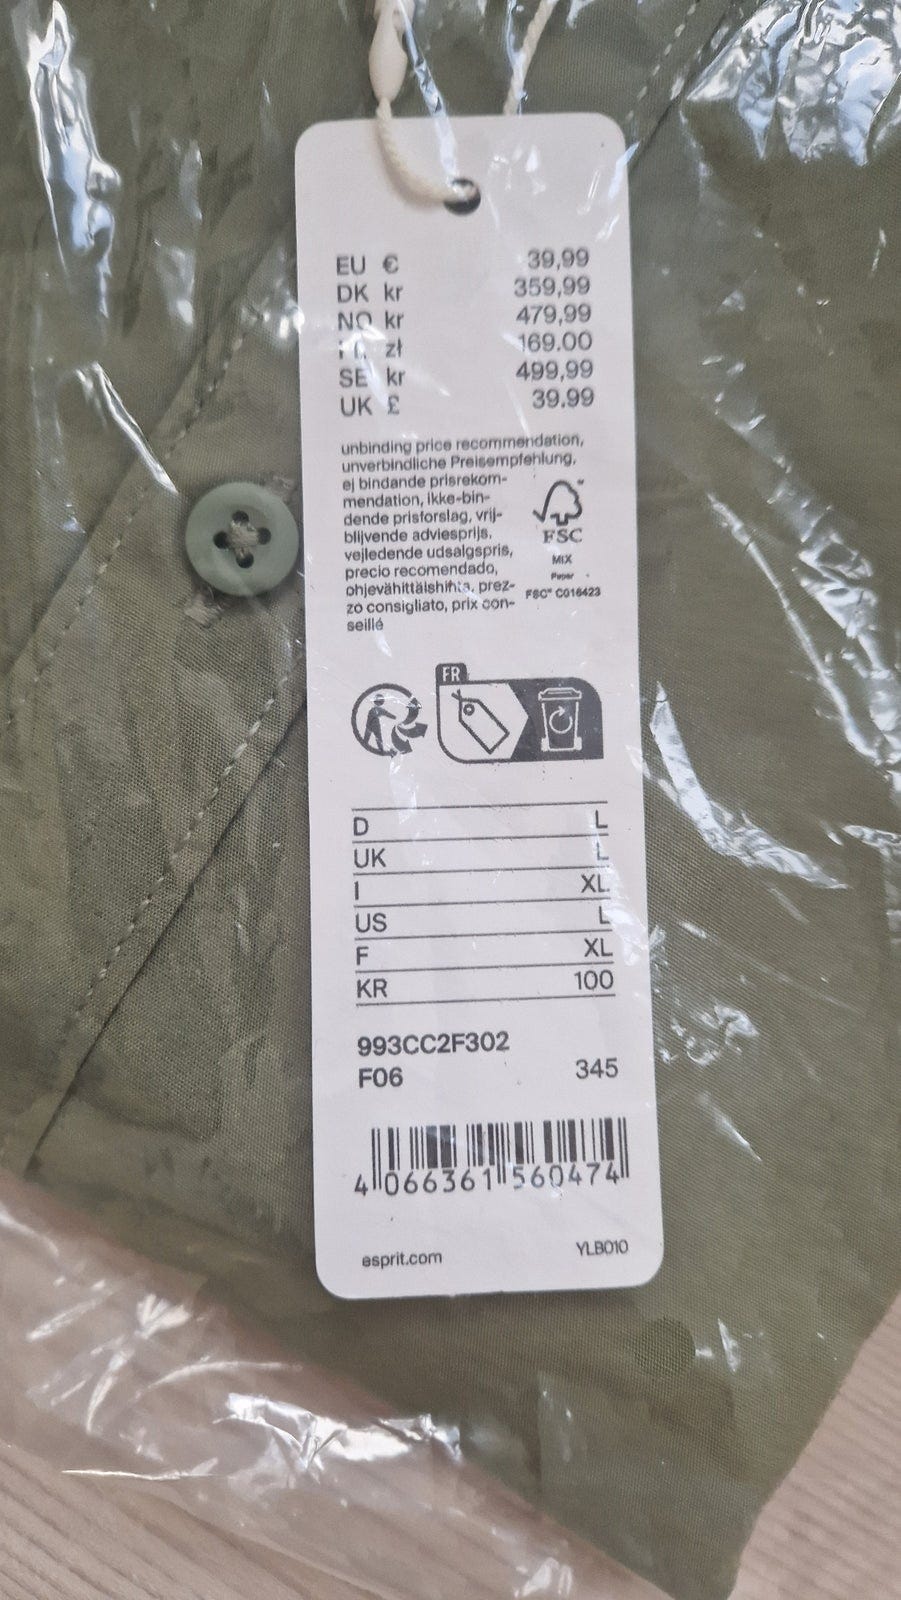 EU € 39,99
DK kr 359,99
NO kr 479,99
zł 169.00
SE kr 499,99
UK £ 39.99
unbinding price recommendation,
unverbindliche Preisempfehlung,
ej bindande prisrekom-
mendation, ikke-bin-
dende prisforslag, vrij-
blijvende adviesprijs,
vejledende udsalgspris,
precio recomendado,
ohjevähittäishinta, prez-
zo consigliato, prix con-
seillé
FSC
MIX
Paper
FSC™ C016423
FR
D L
UK L
I XL
US L
F XL
KR 100
993CC2F302
F06 345
4 066361 560474
esprit.com YLB010